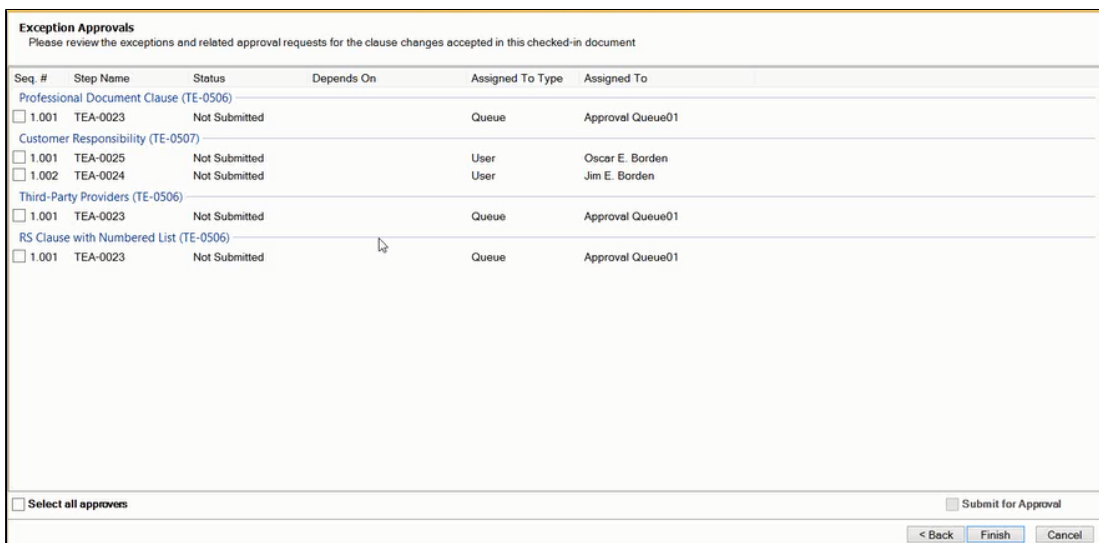 Exception Approvals
Please review the exceptions and related approval requests for the clause changes accepted in this checked-in document
Seq. # Step Name Status Depends On Assigned To Type Assigned To
Professional Document Clause (TE-0506)
1.001 TEA-0023 Not Submitted Queue Approval Queue01
Customer Responsibility (TE-0507)
1.001 TEA-0025 Not Submitted User Oscar E. Borden
1.002 TEA-0024 Not Submitted User Jim E. Borden
Third-Party Providers (TE-0506)
1.001 TEA-0023 Not Submitted Queue Approval Queue01
RS Clause with Numbered List (TE-0506)
1.001 TEA-0023 Not Submitted Queue Approval Queue01
Select all approvers Submit for Approval
< Back Finish Cancel